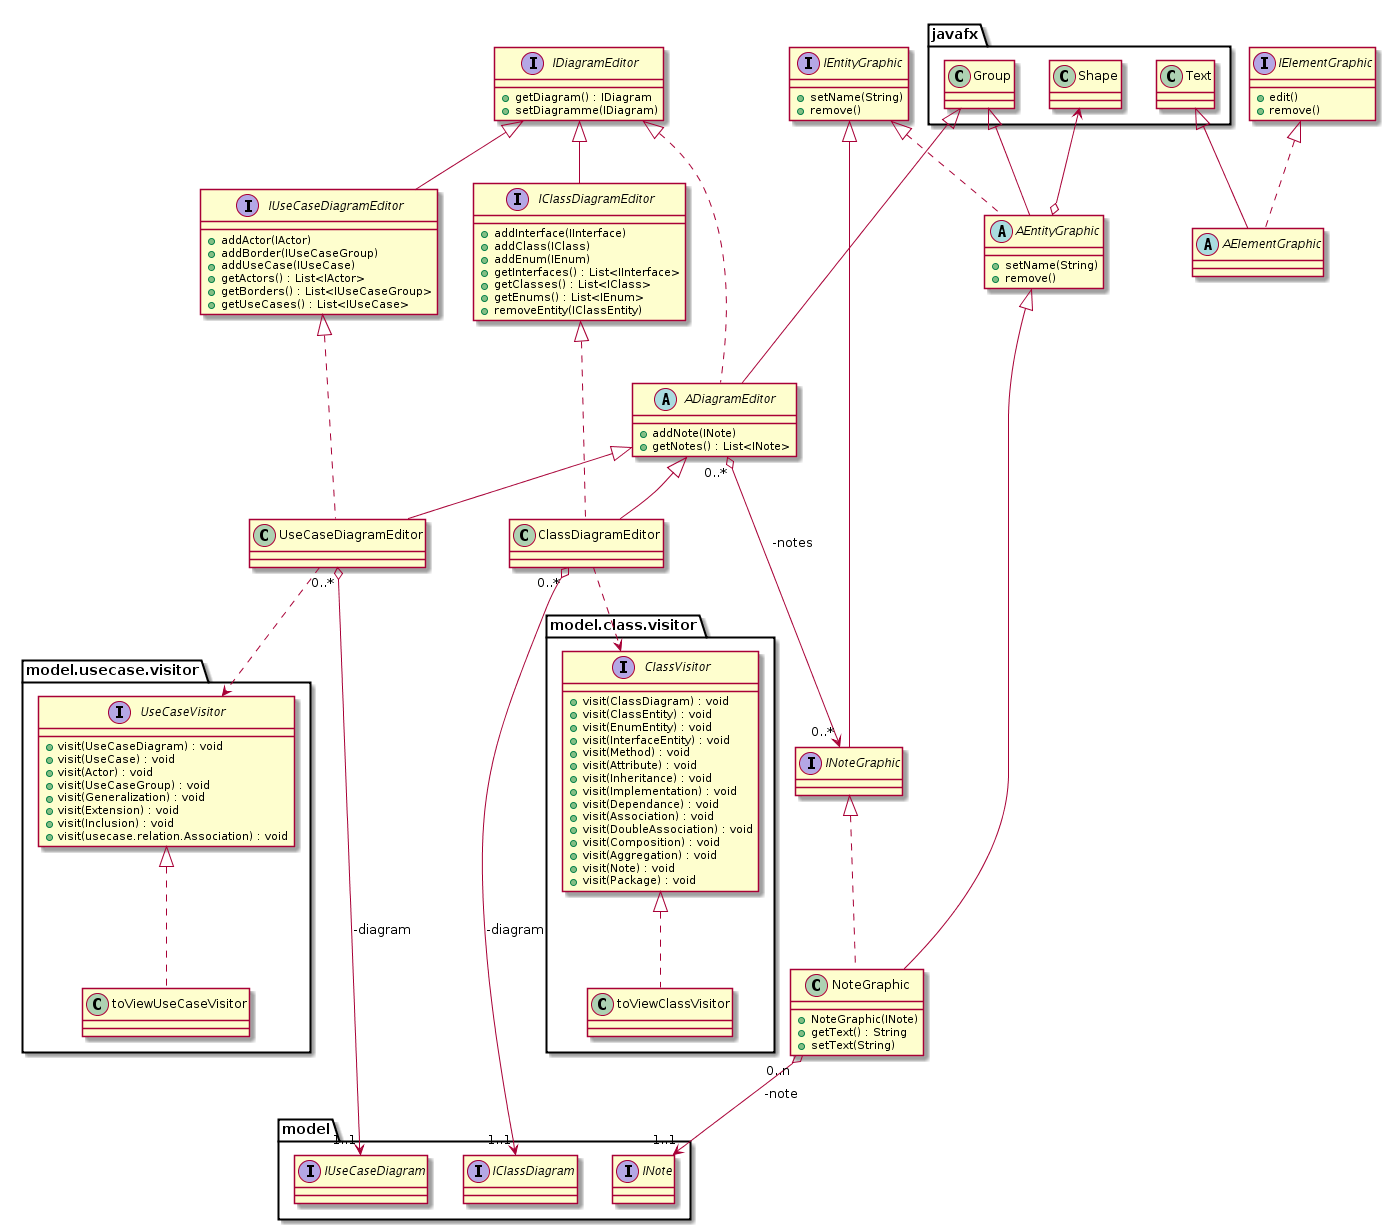 javafx
I IDiagramEditor
getDiagram() : IDiagram
setDiagramme(IDiagram)
I IEntityGraphic
setName(String)
remove()
C Group
C Shape
C Text
I IElementGraphic
edit()
remove()
I IUseCaseDiagramEditor
addActor(IActor)
addBorder(IUseCaseGroup)
addUseCase(IUseCase)
getActors() : List<IActor>
getBorders() : List<IUseCaseGroup>
getUseCases() : List<IUseCase>
I IClassDiagramEditor
addInterface(IInterface)
addClass(IClass)
addEnum(IEnum)
getInterfaces() : List<IInterface>
getClasses() : List<IClass>
getEnums() : List<IEnum>
removeEntity(IClassEntity)
A AEntityGraphic
setName(String)
remove()
A AElementGraphic
A ADiagramEditor
addNote(INote)
getNotes() : List<INote>
0..*
C UseCaseDiagramEditor
C ClassDiagramEditor
-notes
0..*
0..*
model.class.visitor
I ClassVisitor
visit(ClassDiagram) : void
visit(ClassEntity) : void
visit(EnumEntity) : void
visit(InterfaceEntity) : void
visit(Method) : void
visit(Attribute) : void
visit(Inheritance) : void
visit(Implementation) : void
visit(Dependance) : void
visit(Association) : void
visit(DoubleAssociation) : void
visit(Composition) : void
visit(Aggregation) : void
visit(Note) : void
visit(Package) : void
model.usecase.visitor
I UseCaseVisitor
visit(UseCaseDiagram) : void
visit(UseCase) : void
visit(Actor) : void
visit(UseCaseGroup) : void
visit(Generalization) : void
visit(Extension) : void
visit(Inclusion) : void
visit(usecase.relation.Association) : void
0..*
I INoteGraphic
-diagram
-diagram
C toViewUseCaseVisitor
C toViewClassVisitor
C NoteGraphic
NoteGraphic(INote)
getText() : String
setText(String)
0..n
-note
model
1..1
1..1
1..1
I IUseCaseDiagram
I IClassDiagram
I INote